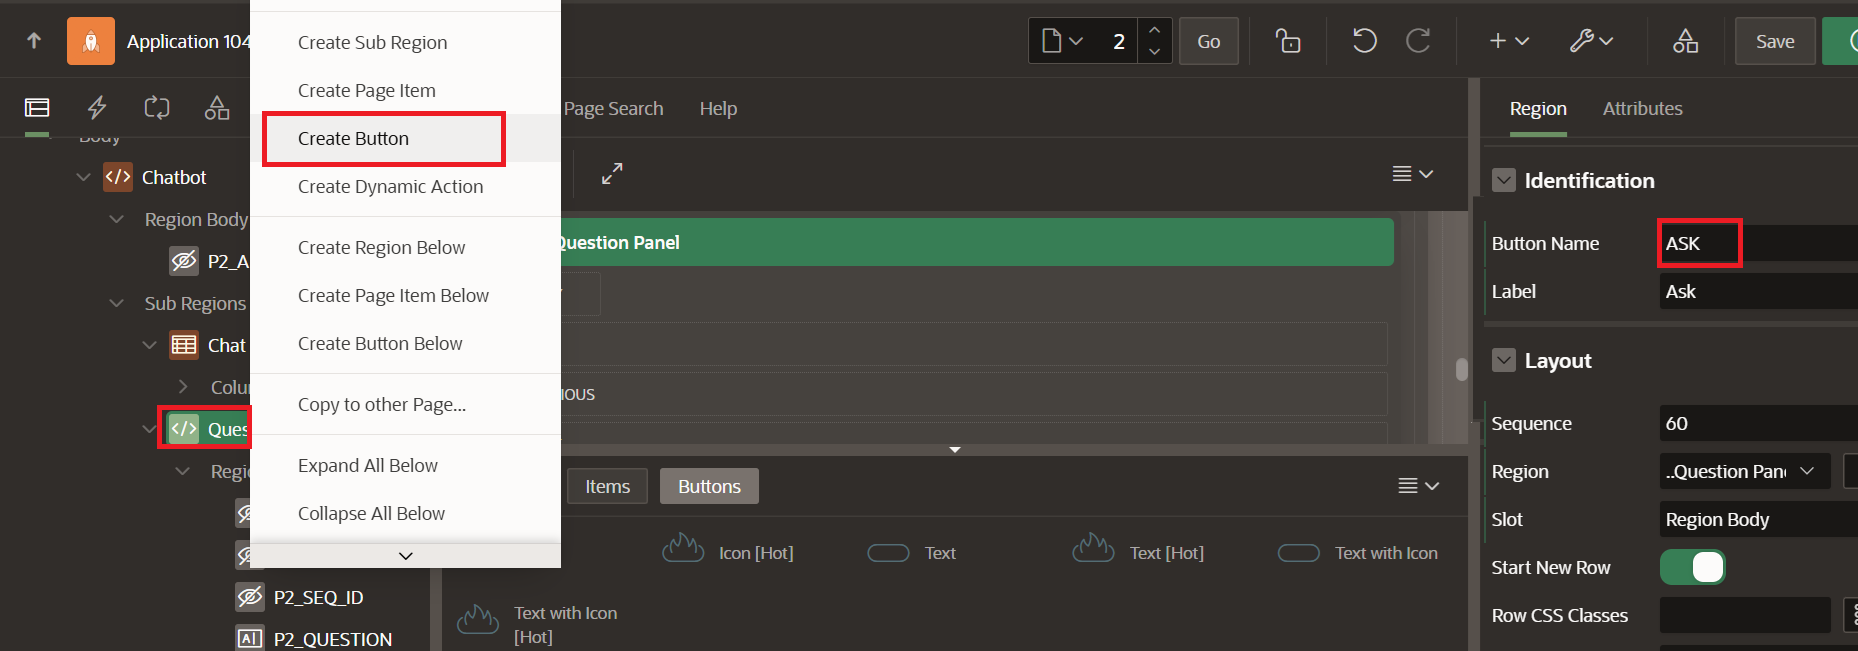 Application 104
2
Go
Save
Page Search
Help
Region
Attributes
Body
Chatbot
Region Body
P2_A
Sub Regions
Chat
Colu
Ques
Regi
P2_SEQ_ID
P2_QUESTION
Create Sub Region
Create Page Item
Create Button
Create Dynamic Action
Create Region Below
Create Page Item Below
Create Button Below
Copy to other Page...
Expand All Below
Collapse All Below
Question Panel
IOUS
Items
Buttons
Icon [Hot]
Text
Text [Hot]
Text with Icon
Text with Icon
[Hot]
Identification
Button Name
ASK
Label
Ask
Layout
Sequence
60
Region
..Question Pan
Slot
Region Body
Start New Row
Row CSS Classes